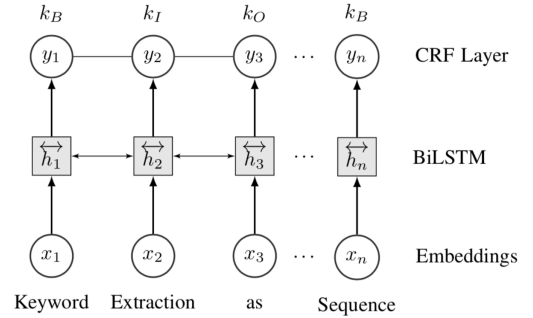 k_B k_I k_O k_B
y_1 y_2 y_3 ··· y_n CRF Layer
h_1 h_2 h_3 ··· h_n BiLSTM
x_1 x_2 x_3 ··· x_n Embeddings
Keyword Extraction as Sequence